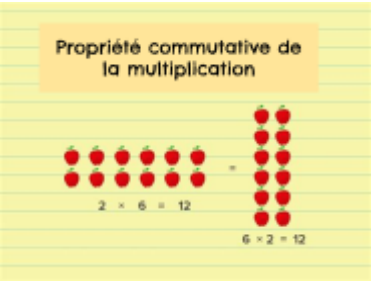 Propriété commutative de
la multiplication
=
2 × 6 = 12
6 × 2 = 12